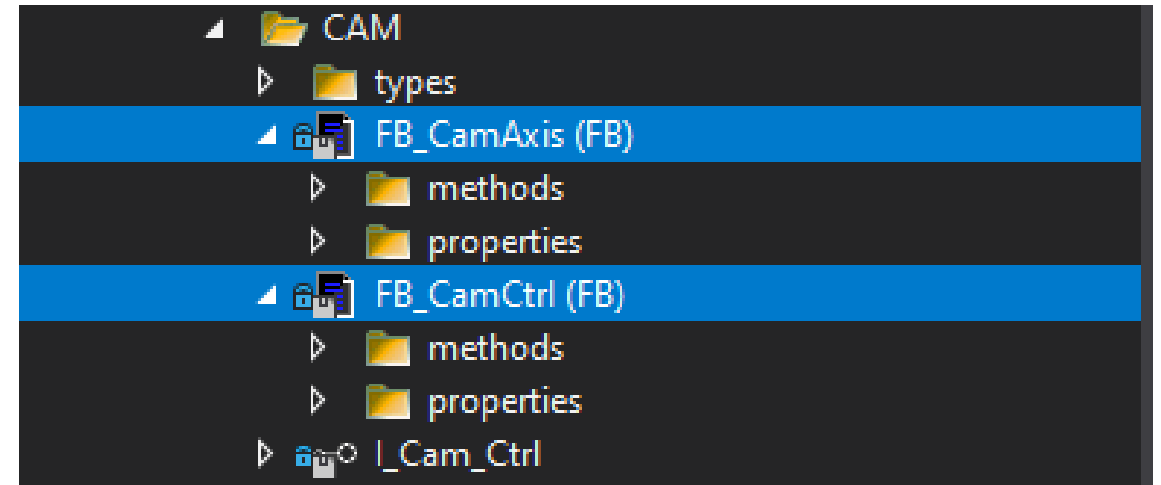 CAM
types
FB_CamAxis (FB)
methods
properties
FB_CamCtrl (FB)
methods
properties
I_Cam_Ctrl